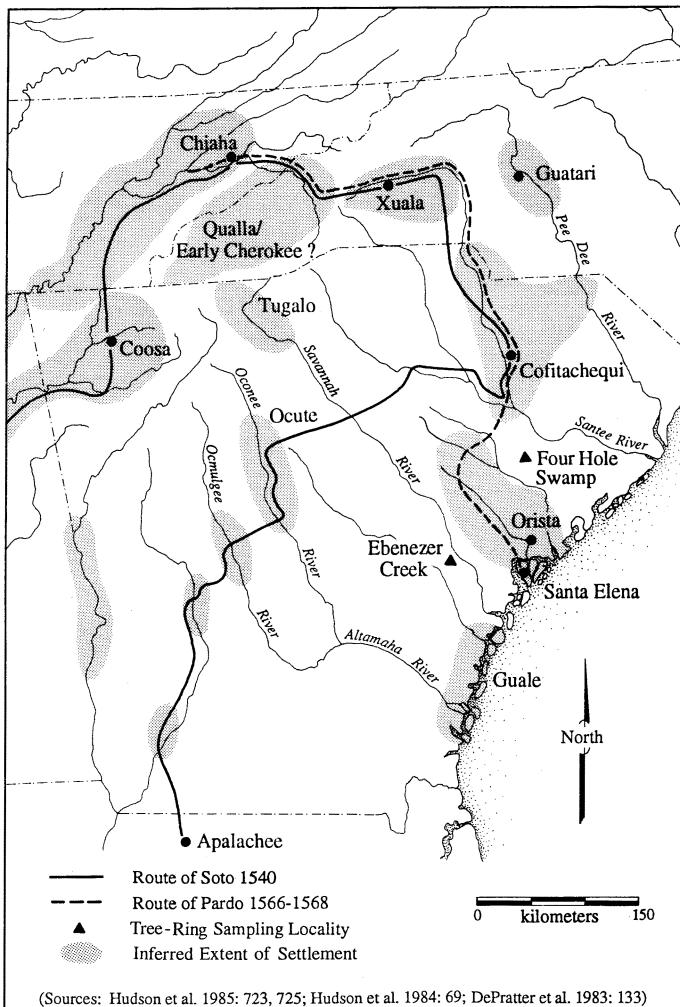 Chiaha
Guatari
Xuala
Pee Dee
River
Qualla/
Early Cherokee ?
Tugalo
Coosa
Savannah
River
Cofitachequi
Oconee
River
Ocute
Ocmulgee
River
Santee River
Four Hole
Swamp
Orista
Ebenezer
Creek
Santa Elena
Altamaha
River
Guale
North
Apalachee
Route of Soto 1540
Route of Pardo 1566-1568
Tree-Ring Sampling Locality
Inferred Extent of Settlement
0 kilometers 150
(Sources: Hudson et al. 1985: 723, 725; Hudson et al. 1984: 69; DePratter et al. 1983: 133)